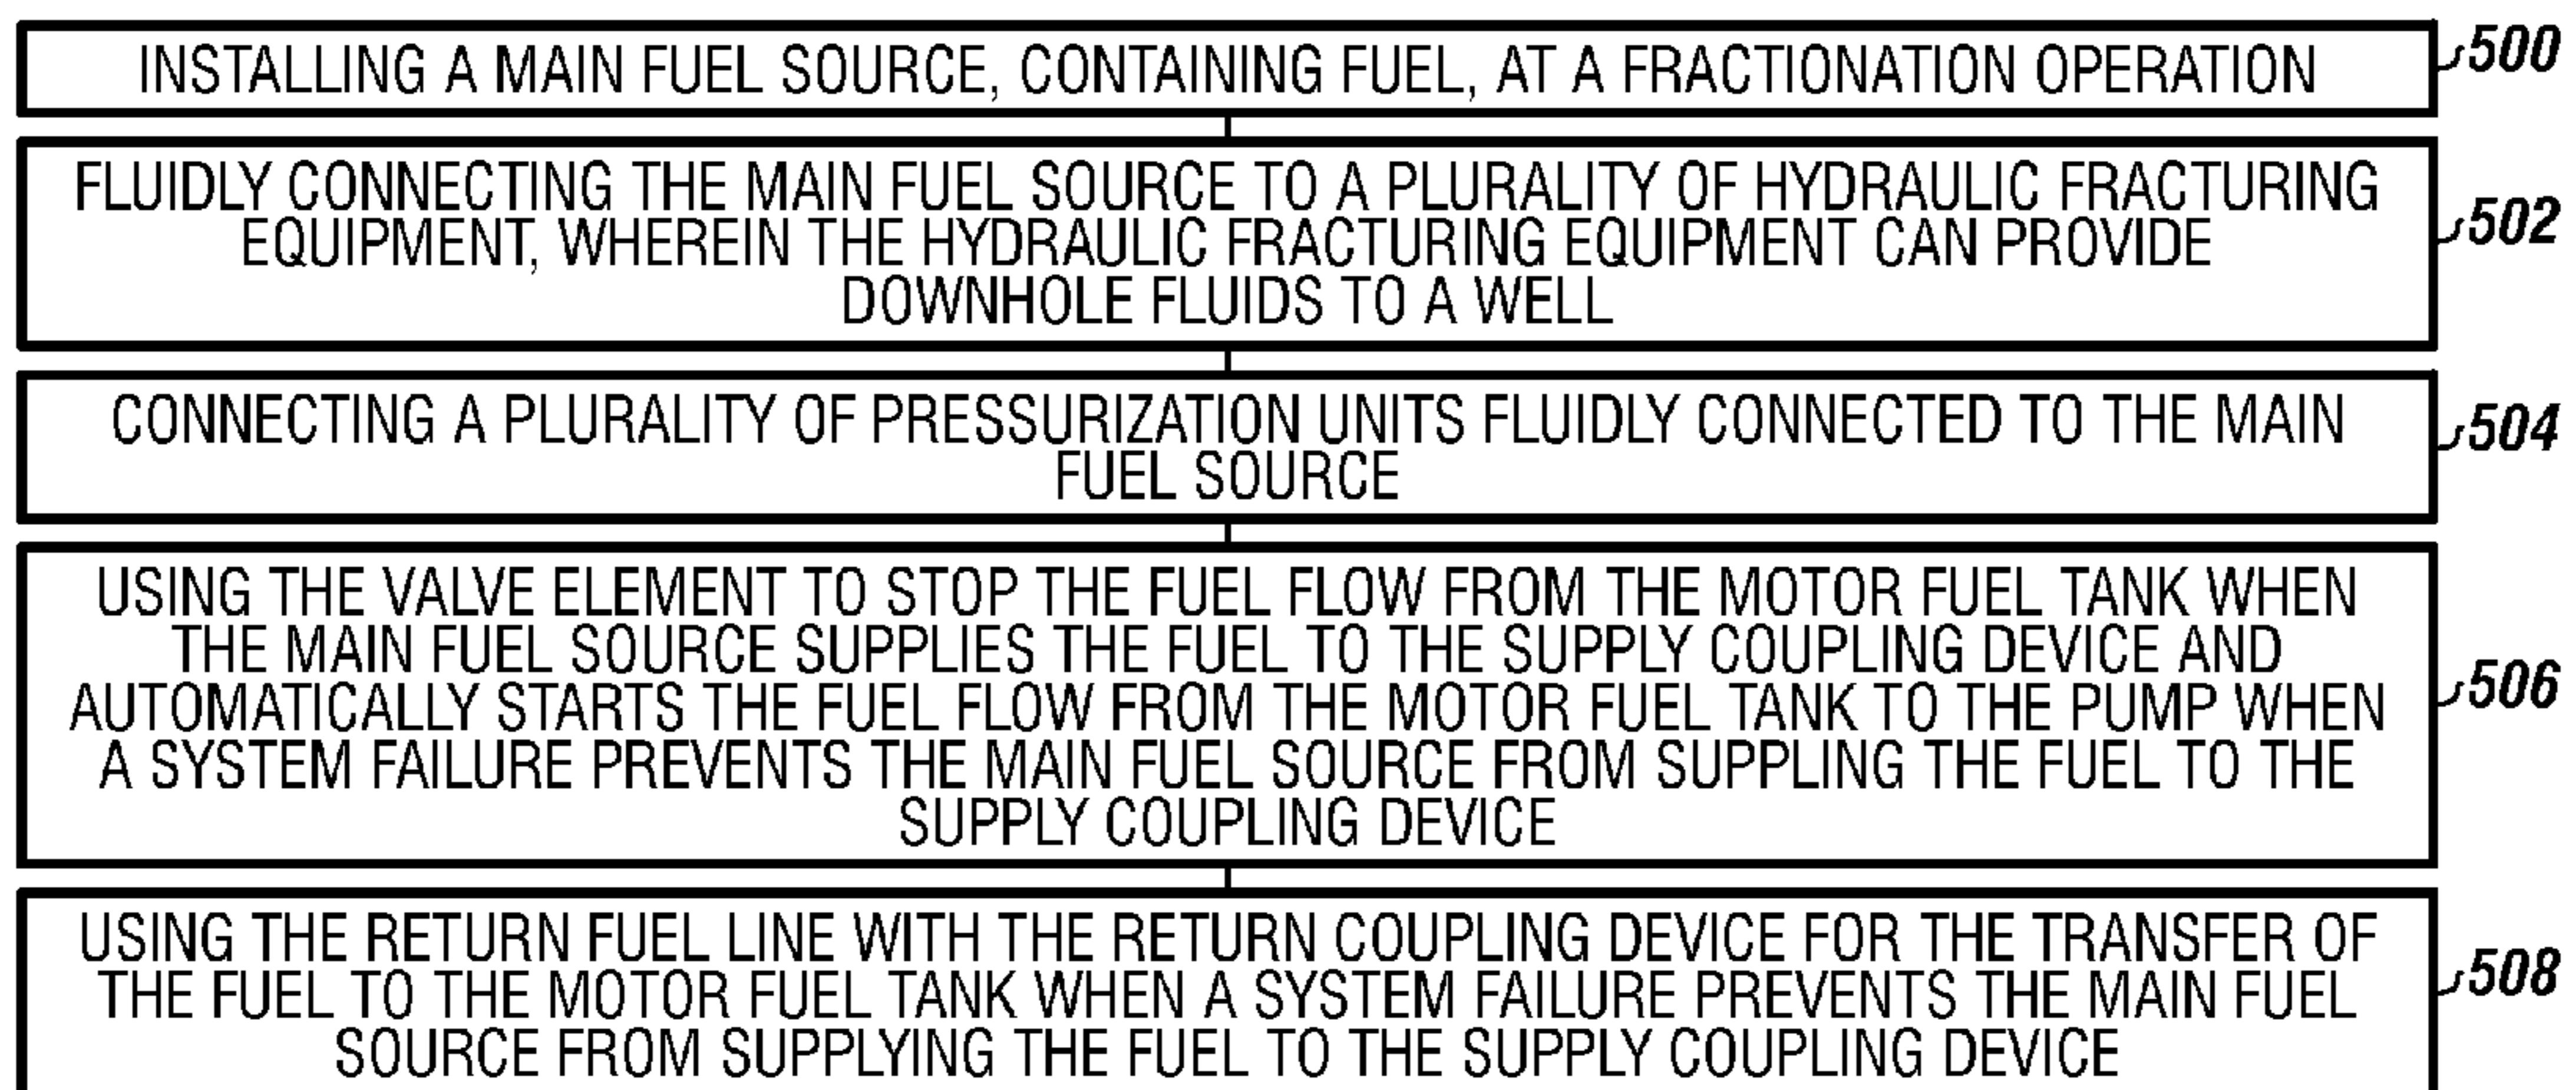 INSTALLING A MAIN FUEL SOURCE, CONTAINING FUEL, AT A FRACTIONATION OPERATION
500
FLUIDLY CONNECTING THE MAIN FUEL SOURCE TO A PLURALITY OF HYDRAULIC FRACTURING
EQUIPMENT, WHEREIN THE HYDRAULIC FRACTURING EQUIPMENT CAN PROVIDE
DOWNHOLE FLUIDS TO A WELL
502
CONNECTING A PLURALITY OF PRESSURIZATION UNITS FLUIDLY CONNECTED TO THE MAIN
FUEL SOURCE
504
USING THE VALVE ELEMENT TO STOP THE FUEL FLOW FROM THE MOTOR FUEL TANK WHEN
THE MAIN FUEL SOURCE SUPPLIES THE FUEL TO THE SUPPLY COUPLING DEVICE AND
AUTOMATICALLY STARTS THE FUEL FLOW FROM THE MOTOR FUEL TANK TO THE PUMP WHEN
A SYSTEM FAILURE PREVENTS THE MAIN FUEL SOURCE FROM SUPPLING THE FUEL TO THE
SUPPLY COUPLING DEVICE
506
USING THE RETURN FUEL LINE WITH THE RETURN COUPLING DEVICE FOR THE TRANSFER OF
THE FUEL TO THE MOTOR FUEL TANK WHEN A SYSTEM FAILURE PREVENTS THE MAIN FUEL
SOURCE FROM SUPPLYING THE FUEL TO THE SUPPLY COUPLING DEVICE
508